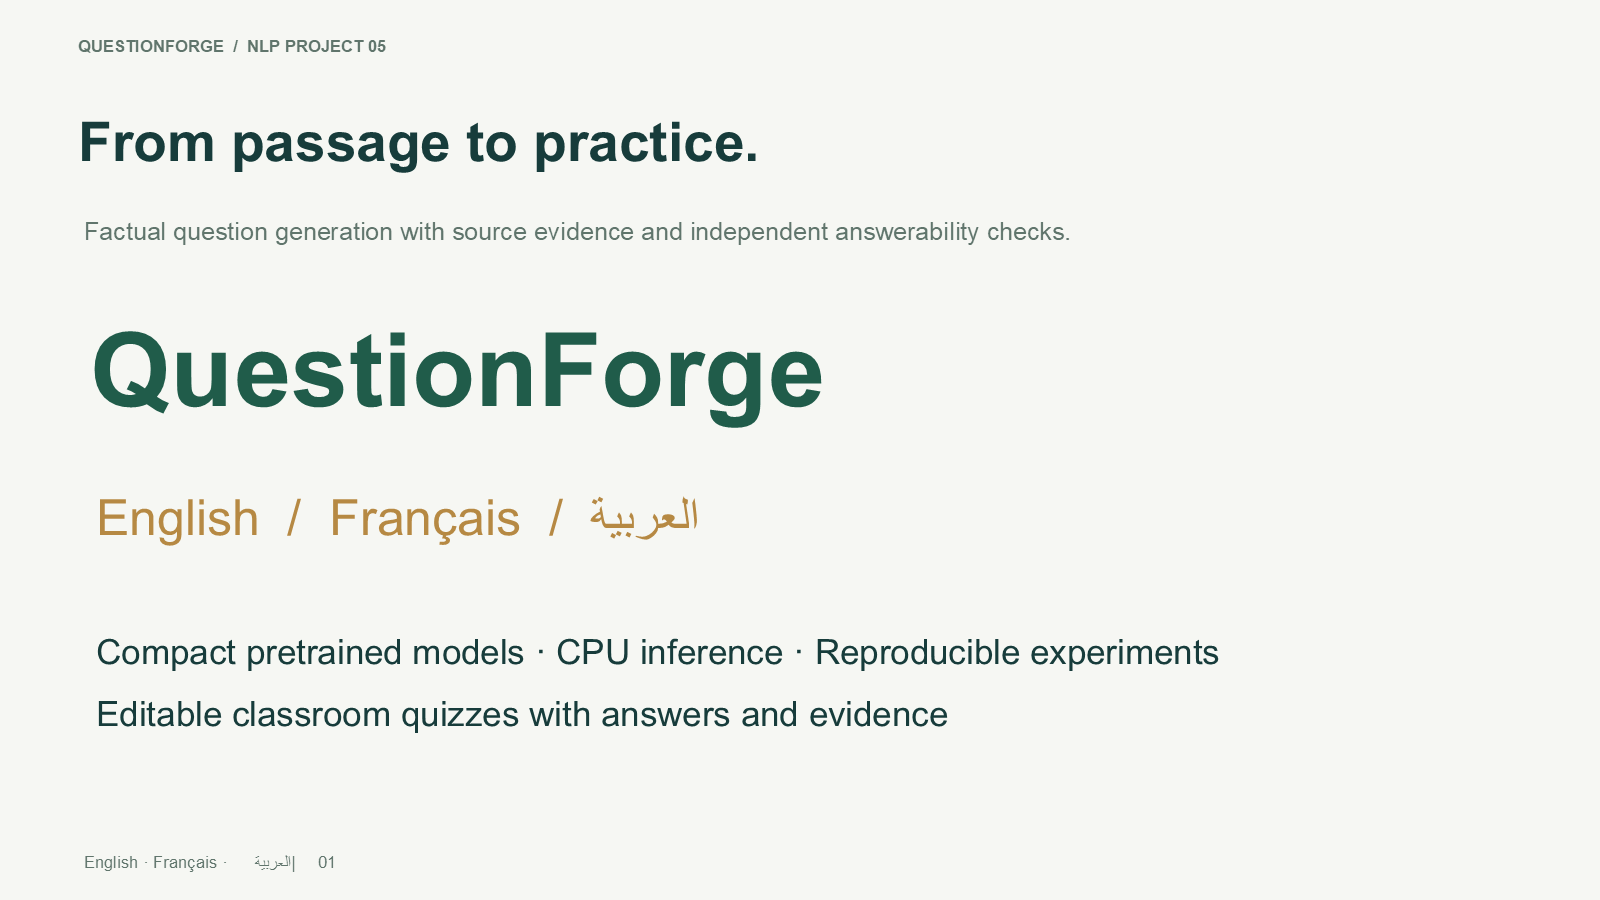 QUESTIONFORGE / NLP PROJECT 05
From passage to practice.
Factual question generation with source evidence and independent answerability checks.
QuestionForge
English / Français / العربية
Compact pretrained models · CPU inference · Reproducible experiments
Editable classroom quizzes with answers and evidence
English · Français · العربية | 01